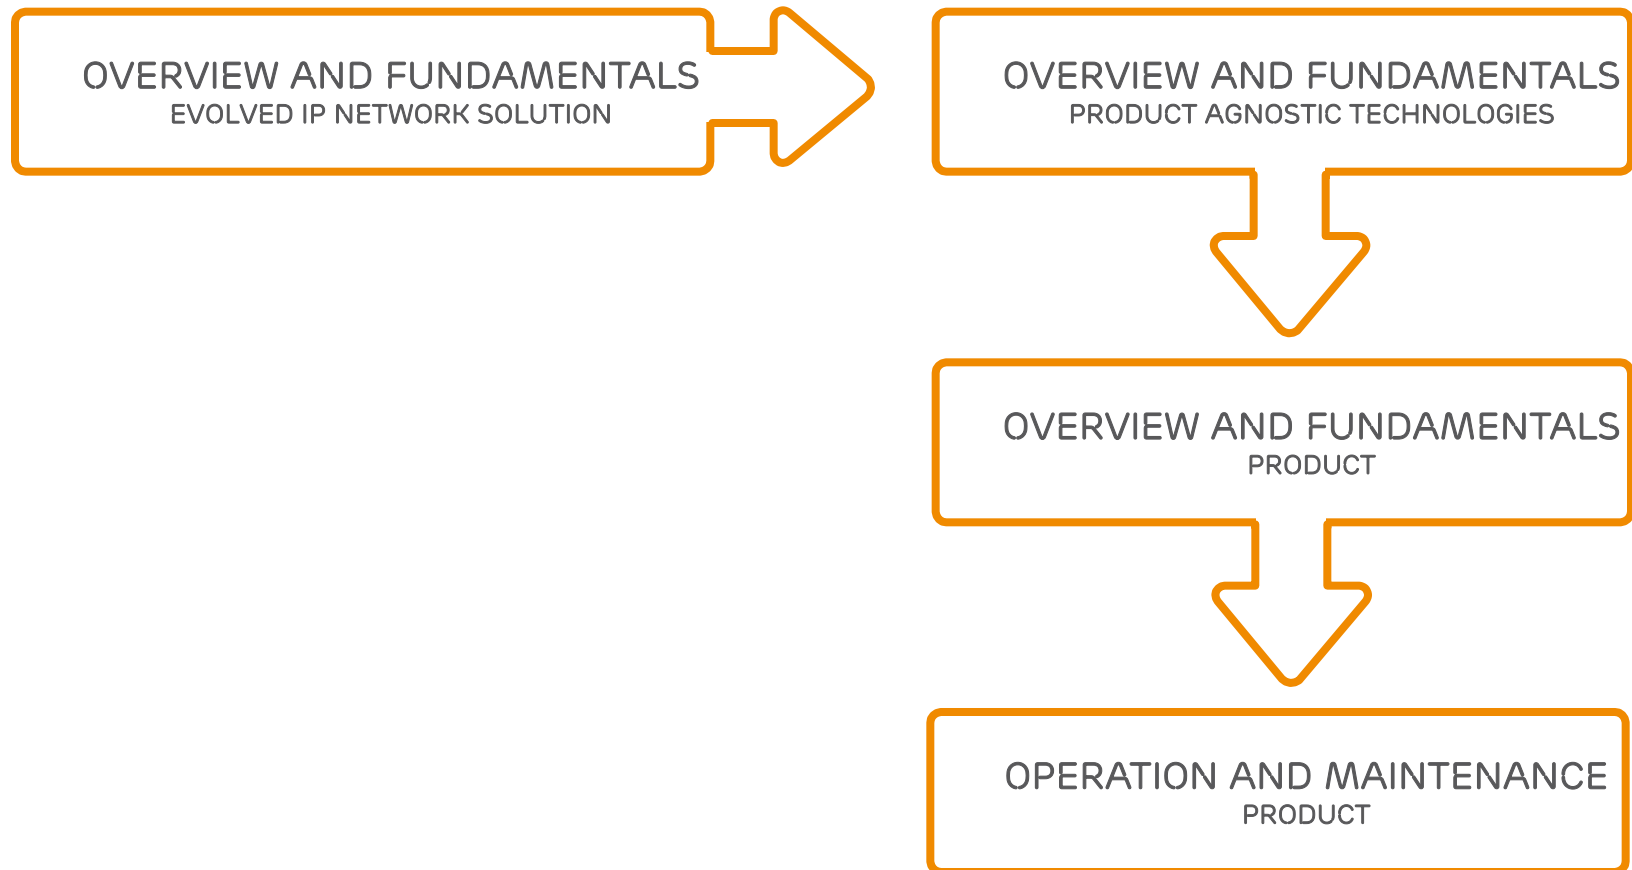 OVERVIEW AND FUNDAMENTALS
EVOLVED IP NETWORK SOLUTION
OVERVIEW AND FUNDAMENTALS
PRODUCT AGNOSTIC TECHNOLOGIES
OVERVIEW AND FUNDAMENTALS
PRODUCT
OPERATION AND MAINTENANCE
PRODUCT